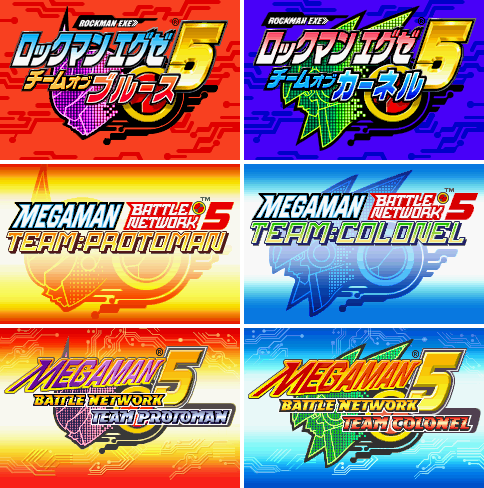 ROCKMAN EXE
®
ロックマンエグゼ5
チームオブ
ブルース
ROCKMAN EXE
®
ロックマンエグゼ5
チームオブ
カーネル
MEGAMAN BATTLE NETWORK 5 ™
TEAM:PROTOMAN
MEGAMAN BATTLE NETWORK 5 ™
TEAM:COLONEL
MEGAMAN ® 5
BATTLE NETWORK
TEAM PROTOMAN
MEGAMAN ® 5
BATTLE NETWORK
TEAM COLONEL